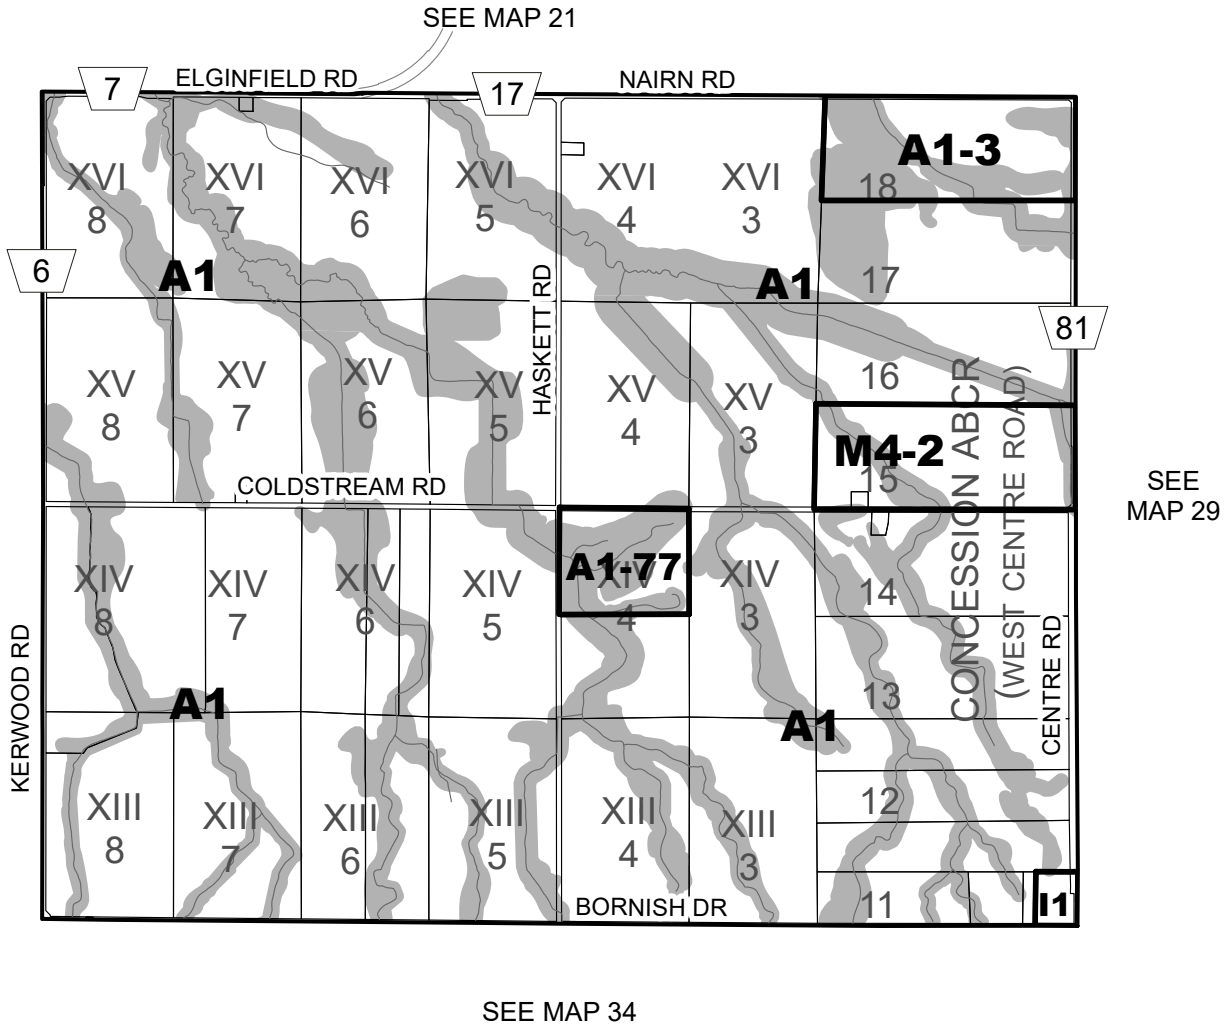 SEE MAP 21
7
ELGINFIELD RD
17
NAIRN RD
A1-3
XVI
8
XVI
7
XVI
6
XVI
5
XVI
4
XVI
3
18
6
A1
HASKETT RD
A1
17
81
XV
8
XV
7
XV
6
XV
5
XV
4
XV
3
16
M4-2
15
CONCESSION ABCR
(WEST CENTRE ROAD)
COLDSTREAM RD
SEE
MAP 29
XIV
8
XIV
7
XIV
6
XIV
5
A1-77
XIV
4
XIV
3
14
KERWOOD RD
A1
A1
13
CENTRE RD
XIII
8
XIII
7
XIII
6
XIII
5
XIII
4
XIII
3
12
11
I1
BORNISH DR
SEE MAP 34